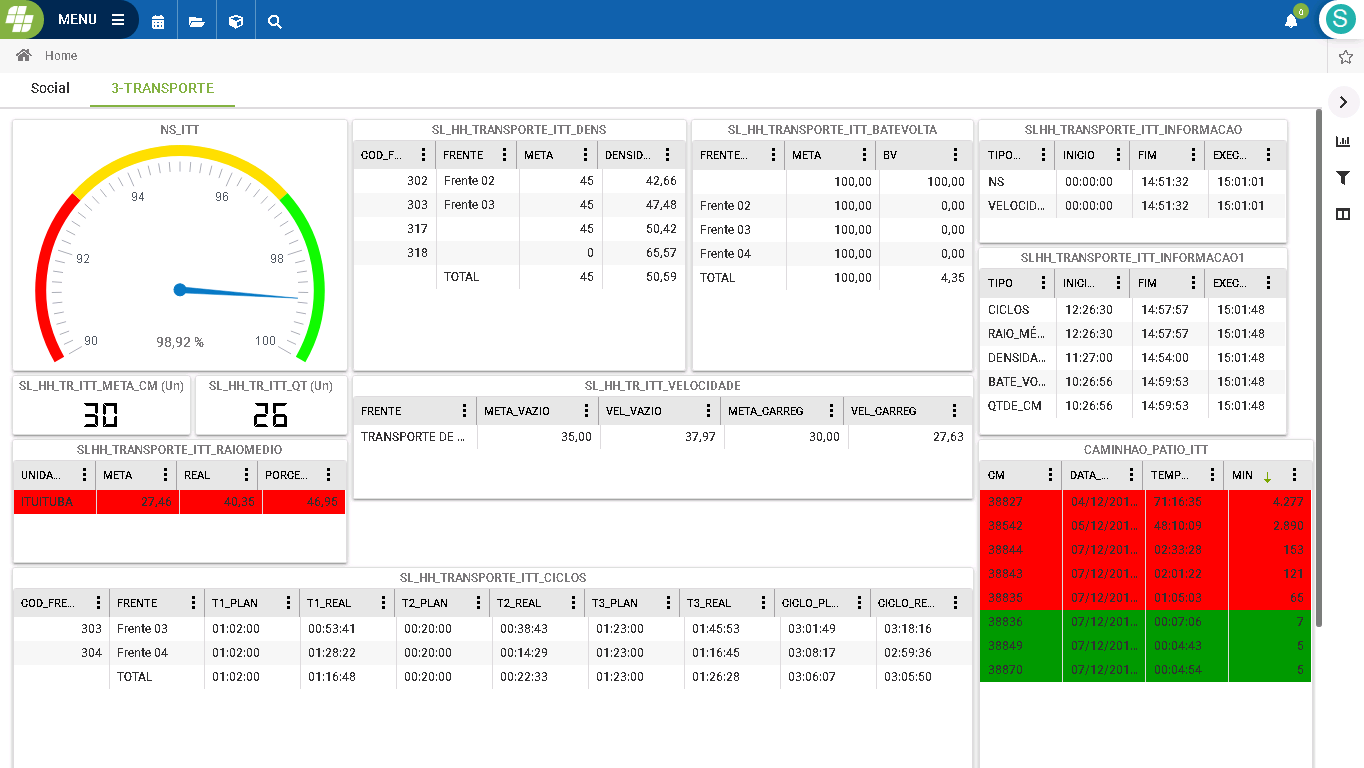 MENU
0
S
Home
Social
3-TRANSPORTE
NS_ITT
90
92
94
96
98
100
98,92 %
SL_HH_TRANSPORTE_ITT_DENS
COD_F... FRENTE META DENSID...
302 Frente 02 45 42,66
303 Frente 03 45 47,48
317 45 50,42
318 0 65,57
TOTAL 45 50,59
SL_HH_TRANSPORTE_ITT_BATEVOLTA
FRENTE... META BV
100,00 100,00
Frente 02 100,00 0,00
Frente 03 100,00 0,00
Frente 04 100,00 0,00
TOTAL 100,00 4,35
SLHH_TRANSPORTE_ITT_INFORMACAO
TIPO... INICIO FIM EXEC...
NS 00:00:00 14:51:32 15:01:01
VELOCID... 00:00:00 14:51:32 15:01:01
SLHH_TRANSPORTE_ITT_INFORMACAO1
TIPO INICI... FIM EXEC...
CICLOS 12:26:30 14:57:57 15:01:48
RAIO_MÉ... 12:26:30 14:57:57 15:01:48
DENSIDA... 11:27:00 14:54:00 15:01:48
BATE_VO... 10:26:56 14:59:53 15:01:48
QTDE_CM 10:26:56 14:59:53 15:01:48
SL_HH_TR_ITT_META_CM (Un)
30
SL_HH_TR_ITT_QT (Un)
26
SL_HH_TR_ITT_VELOCIDADE
FRENTE META_VAZIO VEL_VAZIO META_CARREG VEL_CARREG
TRANSPORTE DE ... 35,00 37,97 30,00 27,63
SLHH_TRANSPORTE_ITT_RAIOMEDIO
UNIDA... META REAL PORCE...
ITUITUBA 27,46 40,35 46,95
CAMINHAO_PATIO_ITT
CM DATA_... TEMP... MIN
38827 04/12/201... 71:16:35 4.277
38542 05/12/201... 48:10:09 2.890
38844 07/12/201... 02:33:28 153
38843 07/12/201... 02:01:22 121
38835 07/12/201... 01:05:03 65
38836 07/12/201... 00:07:06 7
38849 07/12/201... 00:04:43 5
38870 07/12/201... 00:04:54 5
SL_HH_TRANSPORTE_ITT_CICLOS
COD_FRE... FRENTE T1_PLAN T1_REAL T2_PLAN T2_REAL T3_PLAN T3_REAL CICLO_PL... CICLO_RE...
303 Frente 03 01:02:00 00:53:41 00:20:00 00:38:43 01:23:00 01:45:53 03:01:49 03:18:16
304 Frente 04 01:02:00 01:28:22 00:20:00 00:14:29 01:23:00 01:16:45 03:08:17 02:59:36
TOTAL 01:02:00 01:16:48 00:20:00 00:22:33 01:23:00 01:26:28 03:06:07 03:05:50